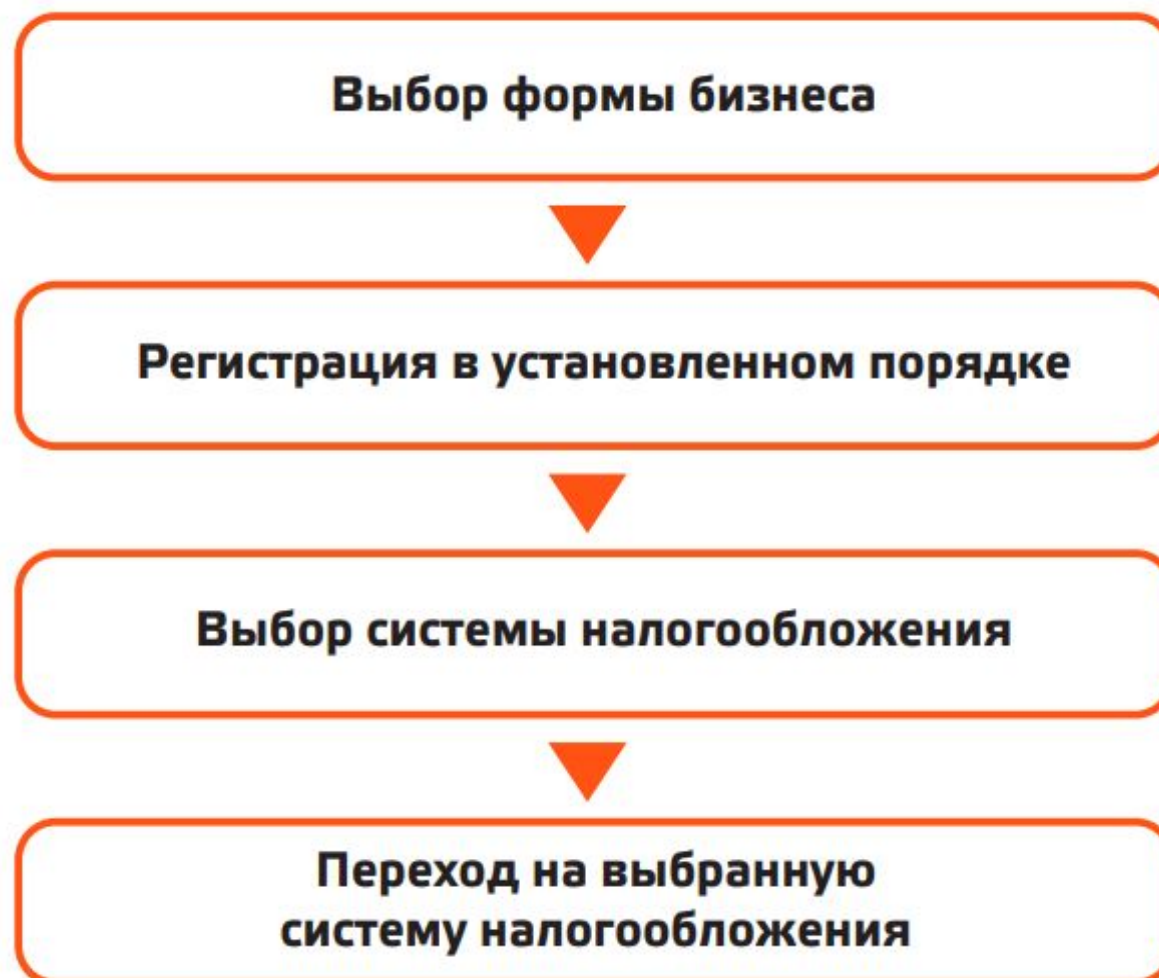 Выбор формы бизнеса
Регистрация в установленном порядке
Выбор системы налогообложения
Переход на выбранную
систему налогообложения